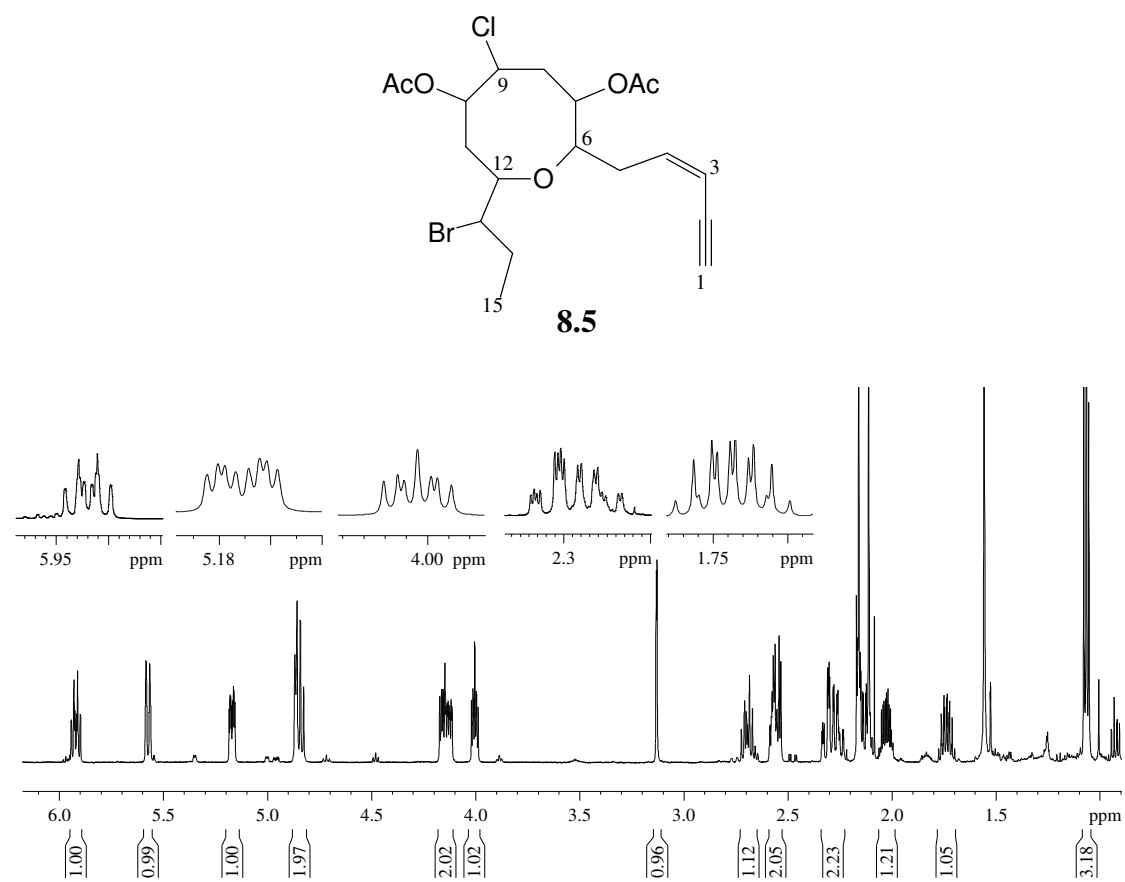 Cl
AcO
9
OAc
6
12
O
3
Br
1
15
8.5
5.95 ppm
5.18 ppm
4.00 ppm
2.3 ppm
1.75 ppm
6.0 5.5 5.0 4.5 4.0 3.5 3.0 2.5 2.0 1.5 ppm
1.00 0.99 1.00 1.97 2.02 1.02 0.96 1.12 2.05 2.23 1.21 1.05 3.18